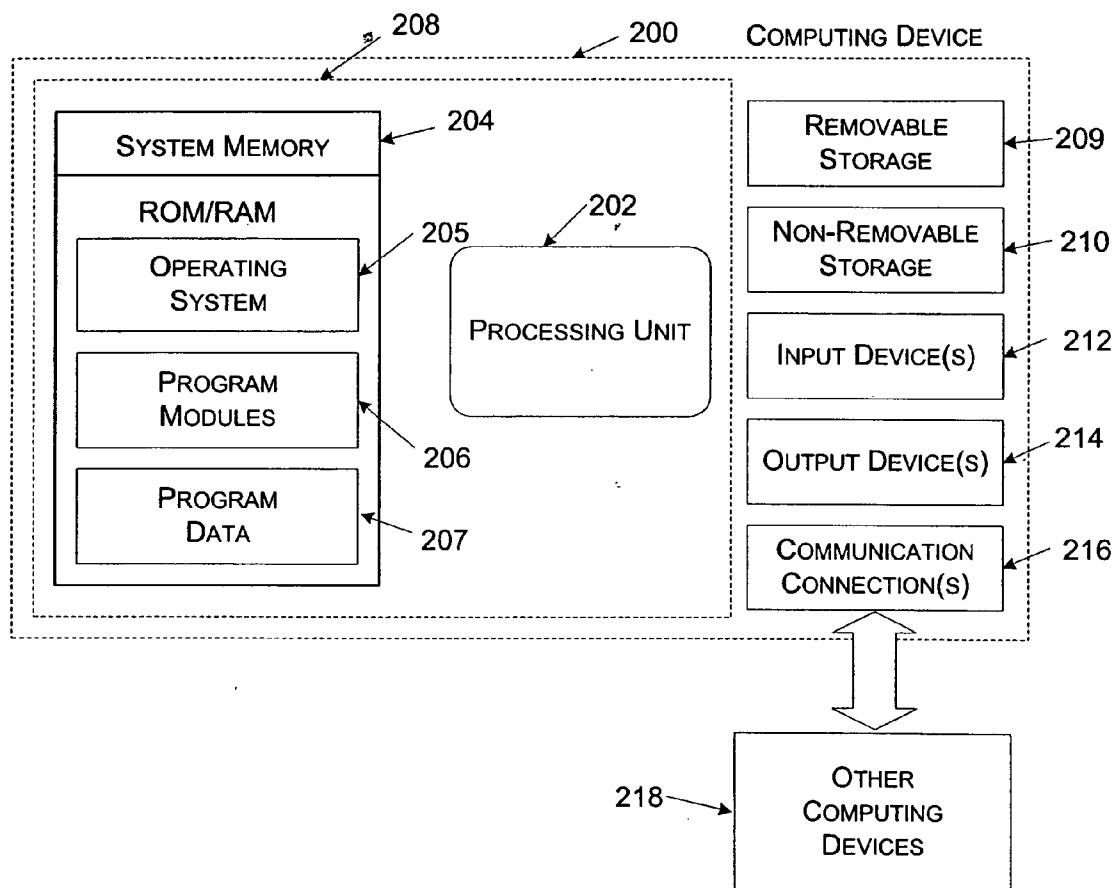 208
200
COMPUTING DEVICE
SYSTEM MEMORY
204
ROM/RAM
OPERATING
SYSTEM
205
PROGRAM
MODULES
206
PROGRAM
DATA
207
202
PROCESSING UNIT
REMOVABLE
STORAGE
209
NON-REMOVABLE
STORAGE
210
INPUT DEVICE(S)
212
OUTPUT DEVICE(S)
214
COMMUNICATION
CONNECTION(S)
216
218
OTHER
COMPUTING
DEVICES